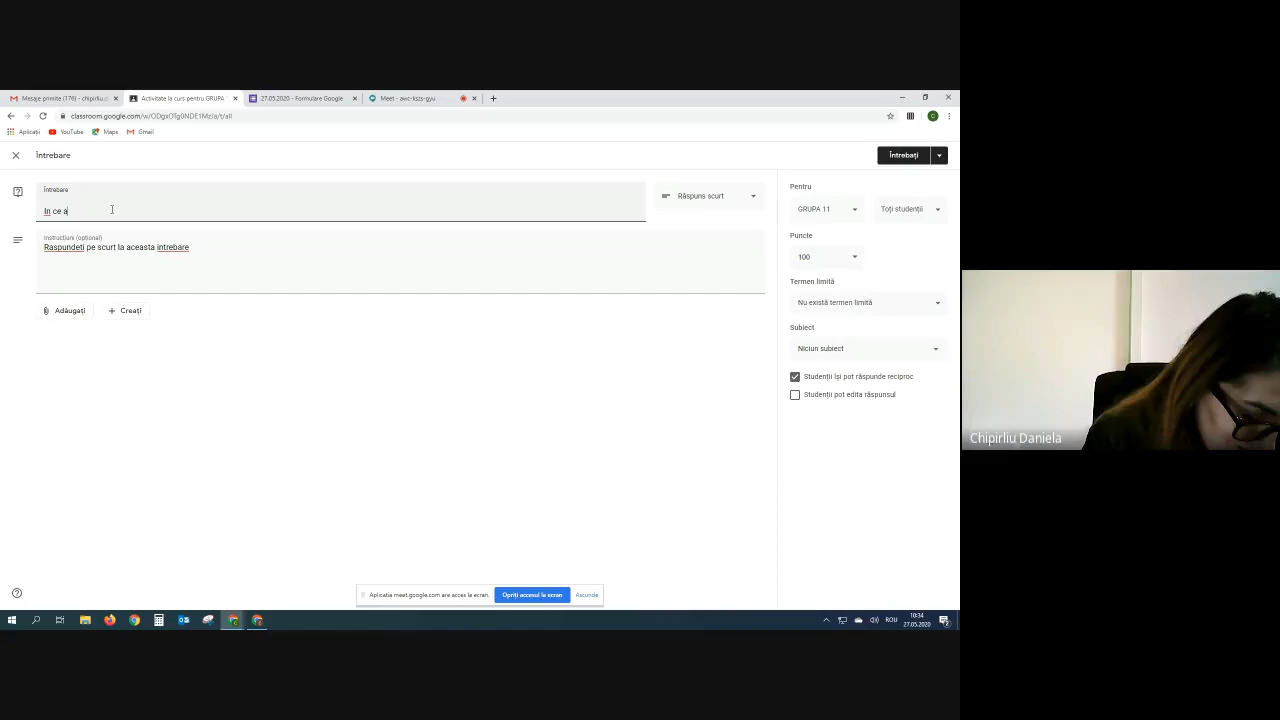 Mesaje primite (176) - chipirliu.d
Activitate la curs pentru GRUPA
27.05.2020 - Formulare Google
Meet - awc-kszs-gyu
classroom.google.com/w/ODgxOTg0NDE1Mz/a/t/all
Aplicații
YouTube
Maps
Gmail
C
Întrebare
Întrebați
Întrebare
In ce a
Răspuns scurt
Instrucțiuni (opțional)
Raspundeti pe scurt la aceasta intrebare
Adăugați
Creați
Pentru
GRUPA 11
Toți studenții
Puncte
100
Termen limită
Nu există termen limită
Subiect
Niciun subiect
Studenții își pot răspunde reciproc
Studenții pot edita răspunsul
Chipirliu Daniela
Aplicația meet.google.com are acces la ecran.
Opriți accesul la ecran
Ascunde
ROU
10:34
27.05.2020